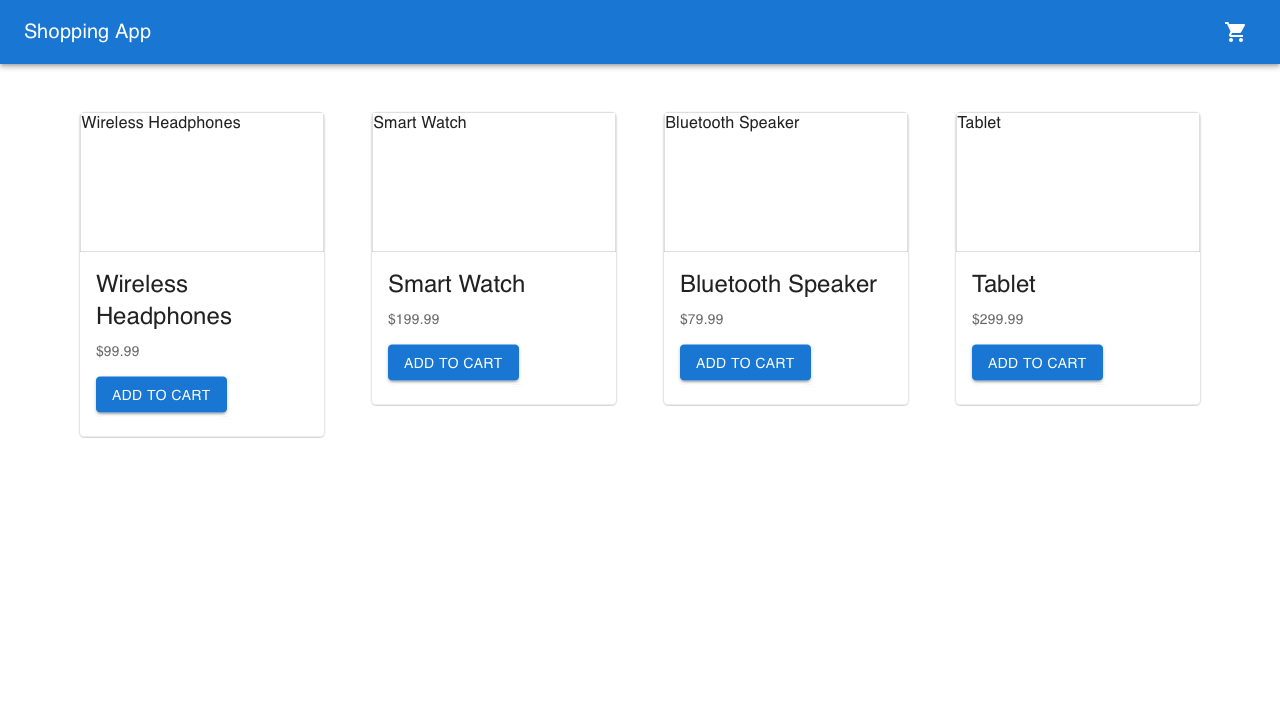 Shopping App
Wireless Headphones
Wireless
Headphones
$99.99
ADD TO CART
Smart Watch
Smart Watch
$199.99
ADD TO CART
Bluetooth Speaker
Bluetooth Speaker
$79.99
ADD TO CART
Tablet
Tablet
$299.99
ADD TO CART